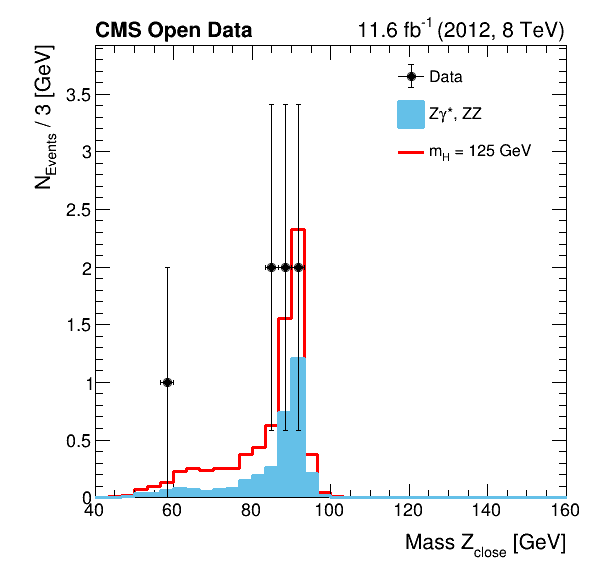 CMS Open Data
11.6 fb-1 (2012, 8 TeV)
NEvents / 3 [GeV]
Data
Zγ*, ZZ
mH = 125 GeV
3.5
3
2.5
2
1.5
1
0.5
0
40 60 80 100 120 140 160
Mass Zclose [GeV]